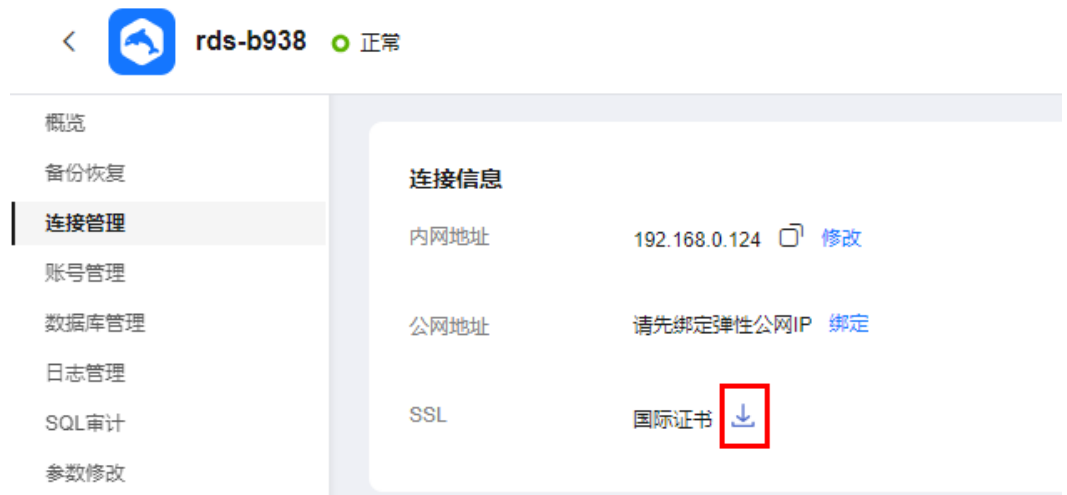 rds-b938 正常
概览
备份恢复
连接管理
账号管理
数据库管理
日志管理
SQL审计
参数修改
连接信息
内网地址 192.168.0.124 修改
公网地址 请先绑定弹性公网IP 绑定
SSL 国际证书